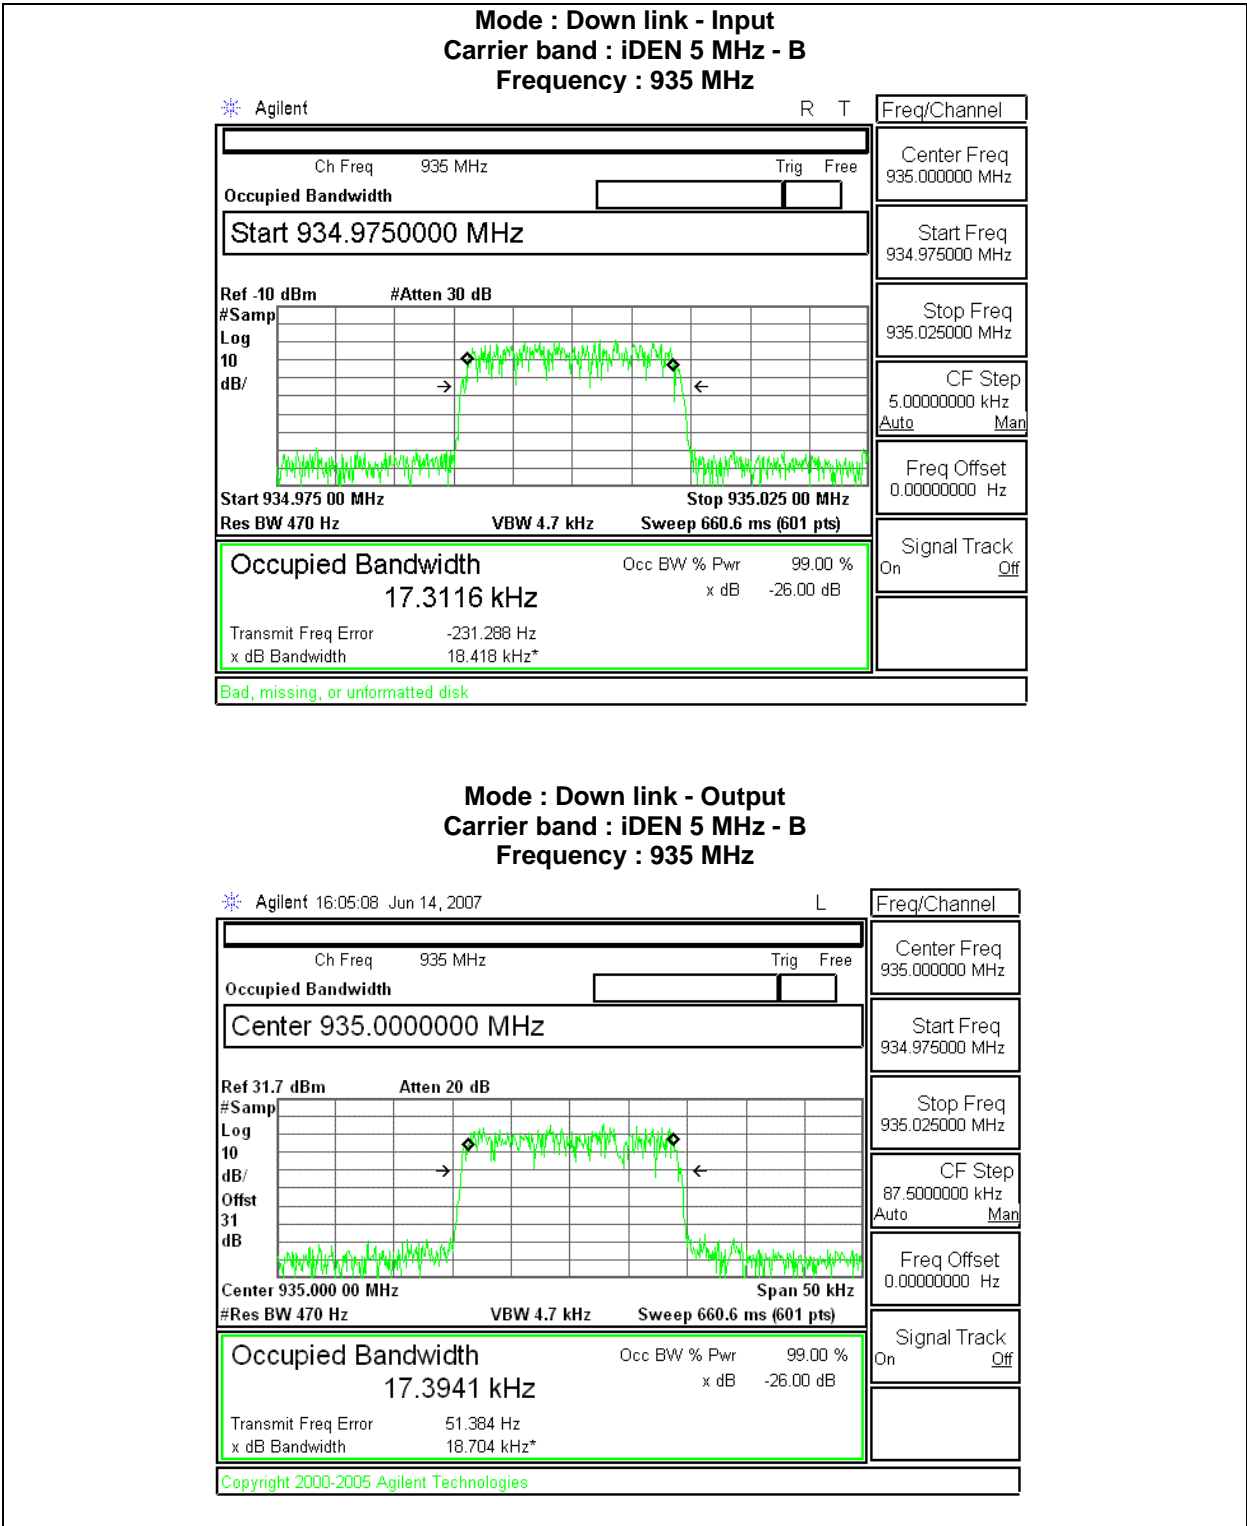 Mode : Down link - Input
Carrier band : iDEN 5 MHz - B
Frequency : 935 MHz
Agilent R T
Ch Freq 935 MHz Trig Free
Occupied Bandwidth
Start 934.9750000 MHz
Ref -10 dBm #Atten 30 dB
#Samp
Log
10
dB/
Start 934.975 00 MHz Stop 935.025 00 MHz
Res BW 470 Hz VBW 4.7 kHz Sweep 660.6 ms (601 pts)
Occupied Bandwidth Occ BW % Pwr 99.00 %
17.3116 kHz x dB -26.00 dB
Transmit Freq Error -231.288 Hz
x dB Bandwidth 18.418 kHz*
Bad, missing, or unformatted disk
Freq/Channel
Center Freq
935.000000 MHz
Start Freq
934.975000 MHz
Stop Freq
935.025000 MHz
CF Step
5.00000000 kHz
Auto Man
Freq Offset
0.00000000 Hz
Signal Track
On Off
Mode : Down link - Output
Carrier band : iDEN 5 MHz - B
Frequency : 935 MHz
Agilent 16:05:08 Jun 14, 2007 L
Ch Freq 935 MHz Trig Free
Occupied Bandwidth
Center 935.0000000 MHz
Ref 31.7 dBm Atten 20 dB
#Samp
Log
10
dB/
Offst
31
dB
Center 935.000 00 MHz Span 50 kHz
#Res BW 470 Hz VBW 4.7 kHz Sweep 660.6 ms (601 pts)
Occupied Bandwidth Occ BW % Pwr 99.00 %
17.3941 kHz x dB -26.00 dB
Transmit Freq Error 51.384 Hz
x dB Bandwidth 18.704 kHz*
Copyright 2000-2005 Agilent Technologies
Freq/Channel
Center Freq
935.000000 MHz
Start Freq
934.975000 MHz
Stop Freq
935.025000 MHz
CF Step
87.5000000 kHz
Auto Man
Freq Offset
0.00000000 Hz
Signal Track
On Off